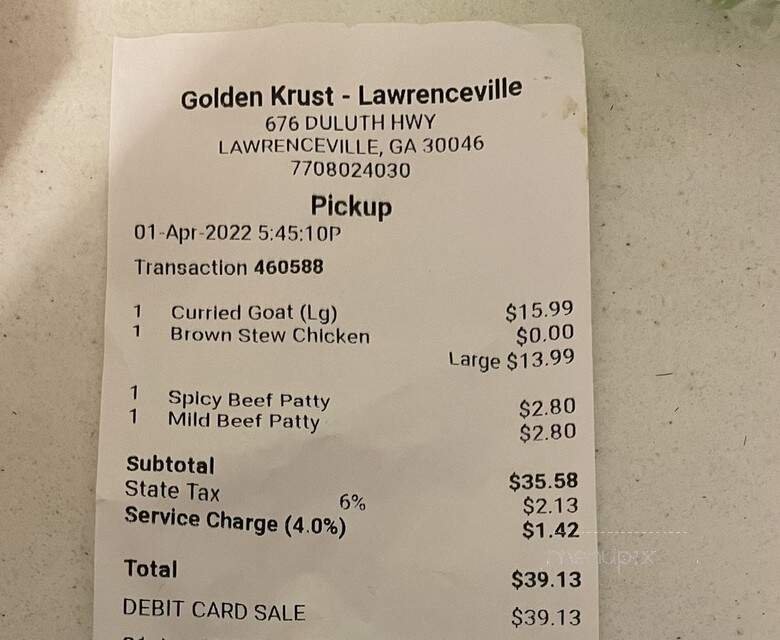 Golden Krust - Lawrenceville
676 DULUTH HWY
LAWRENCEVILLE, GA 30046
7708024030
Pickup
01-Apr-2022 5:45:10P
Transaction 460588
1 Curried Goat (Lg) $15.99
1 Brown Stew Chicken $0.00
Large $13.99
1 Spicy Beef Patty $2.80
1 Mild Beef Patty $2.80
Subtotal $35.58
State Tax 6% $2.13
Service Charge (4.0%) $1.42
Total $39.13
DEBIT CARD SALE $39.13
menupix